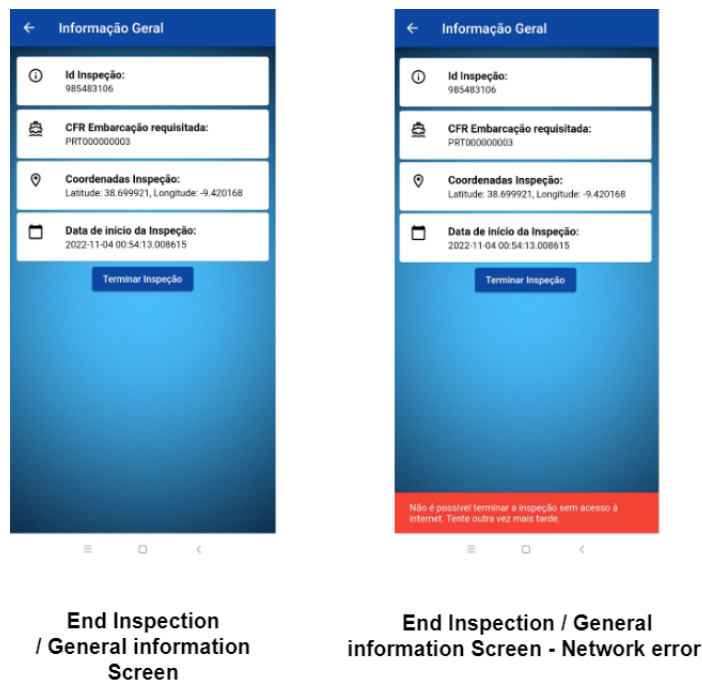 Informação Geral
Id Inspeção:
985483106
CFR Embarcação requisitada:
PRT000000003
Coordenadas Inspeção:
Latitude: 38.699921, Longitude: -9.420168
Data de início da Inspeção:
2022-11-04 00:54:13.008615
Terminar Inspeção
End Inspection
/ General information
Screen
Informação Geral
Id Inspeção:
985483106
CFR Embarcação requisitada:
PRT000000003
Coordenadas Inspeção:
Latitude: 38.699921, Longitude: -9.420168
Data de início da Inspeção:
2022-11-04 00:54:13.008615
Terminar Inspeção
Não é possivel terminar a inspeção sem acesso à
internet. Tente outra vez mais tarde.
End Inspection / General
information Screen - Network error